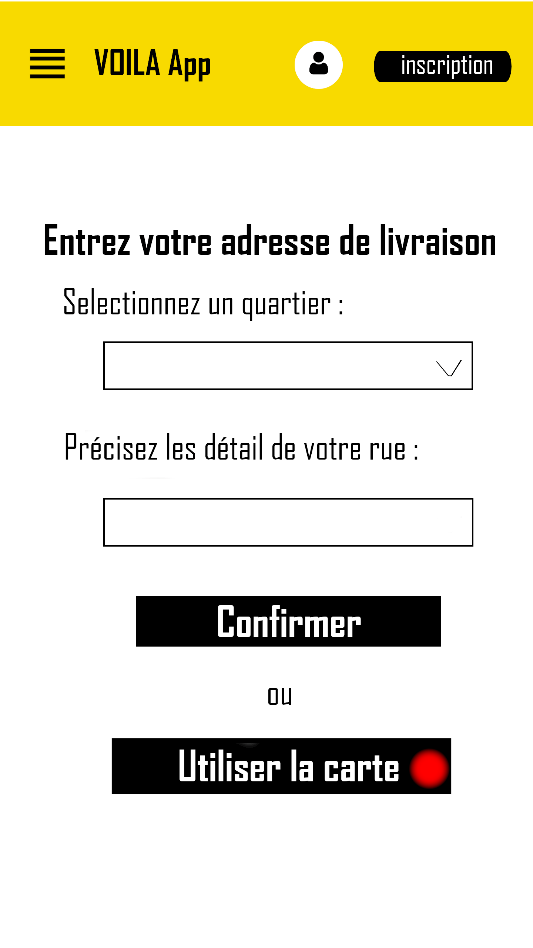 VOILA App
inscription
Entrez votre adresse de livraison
Selectionnez un quartier :
Précisez les détail de votre rue :
Confirmer
ou
Utiliser la carte